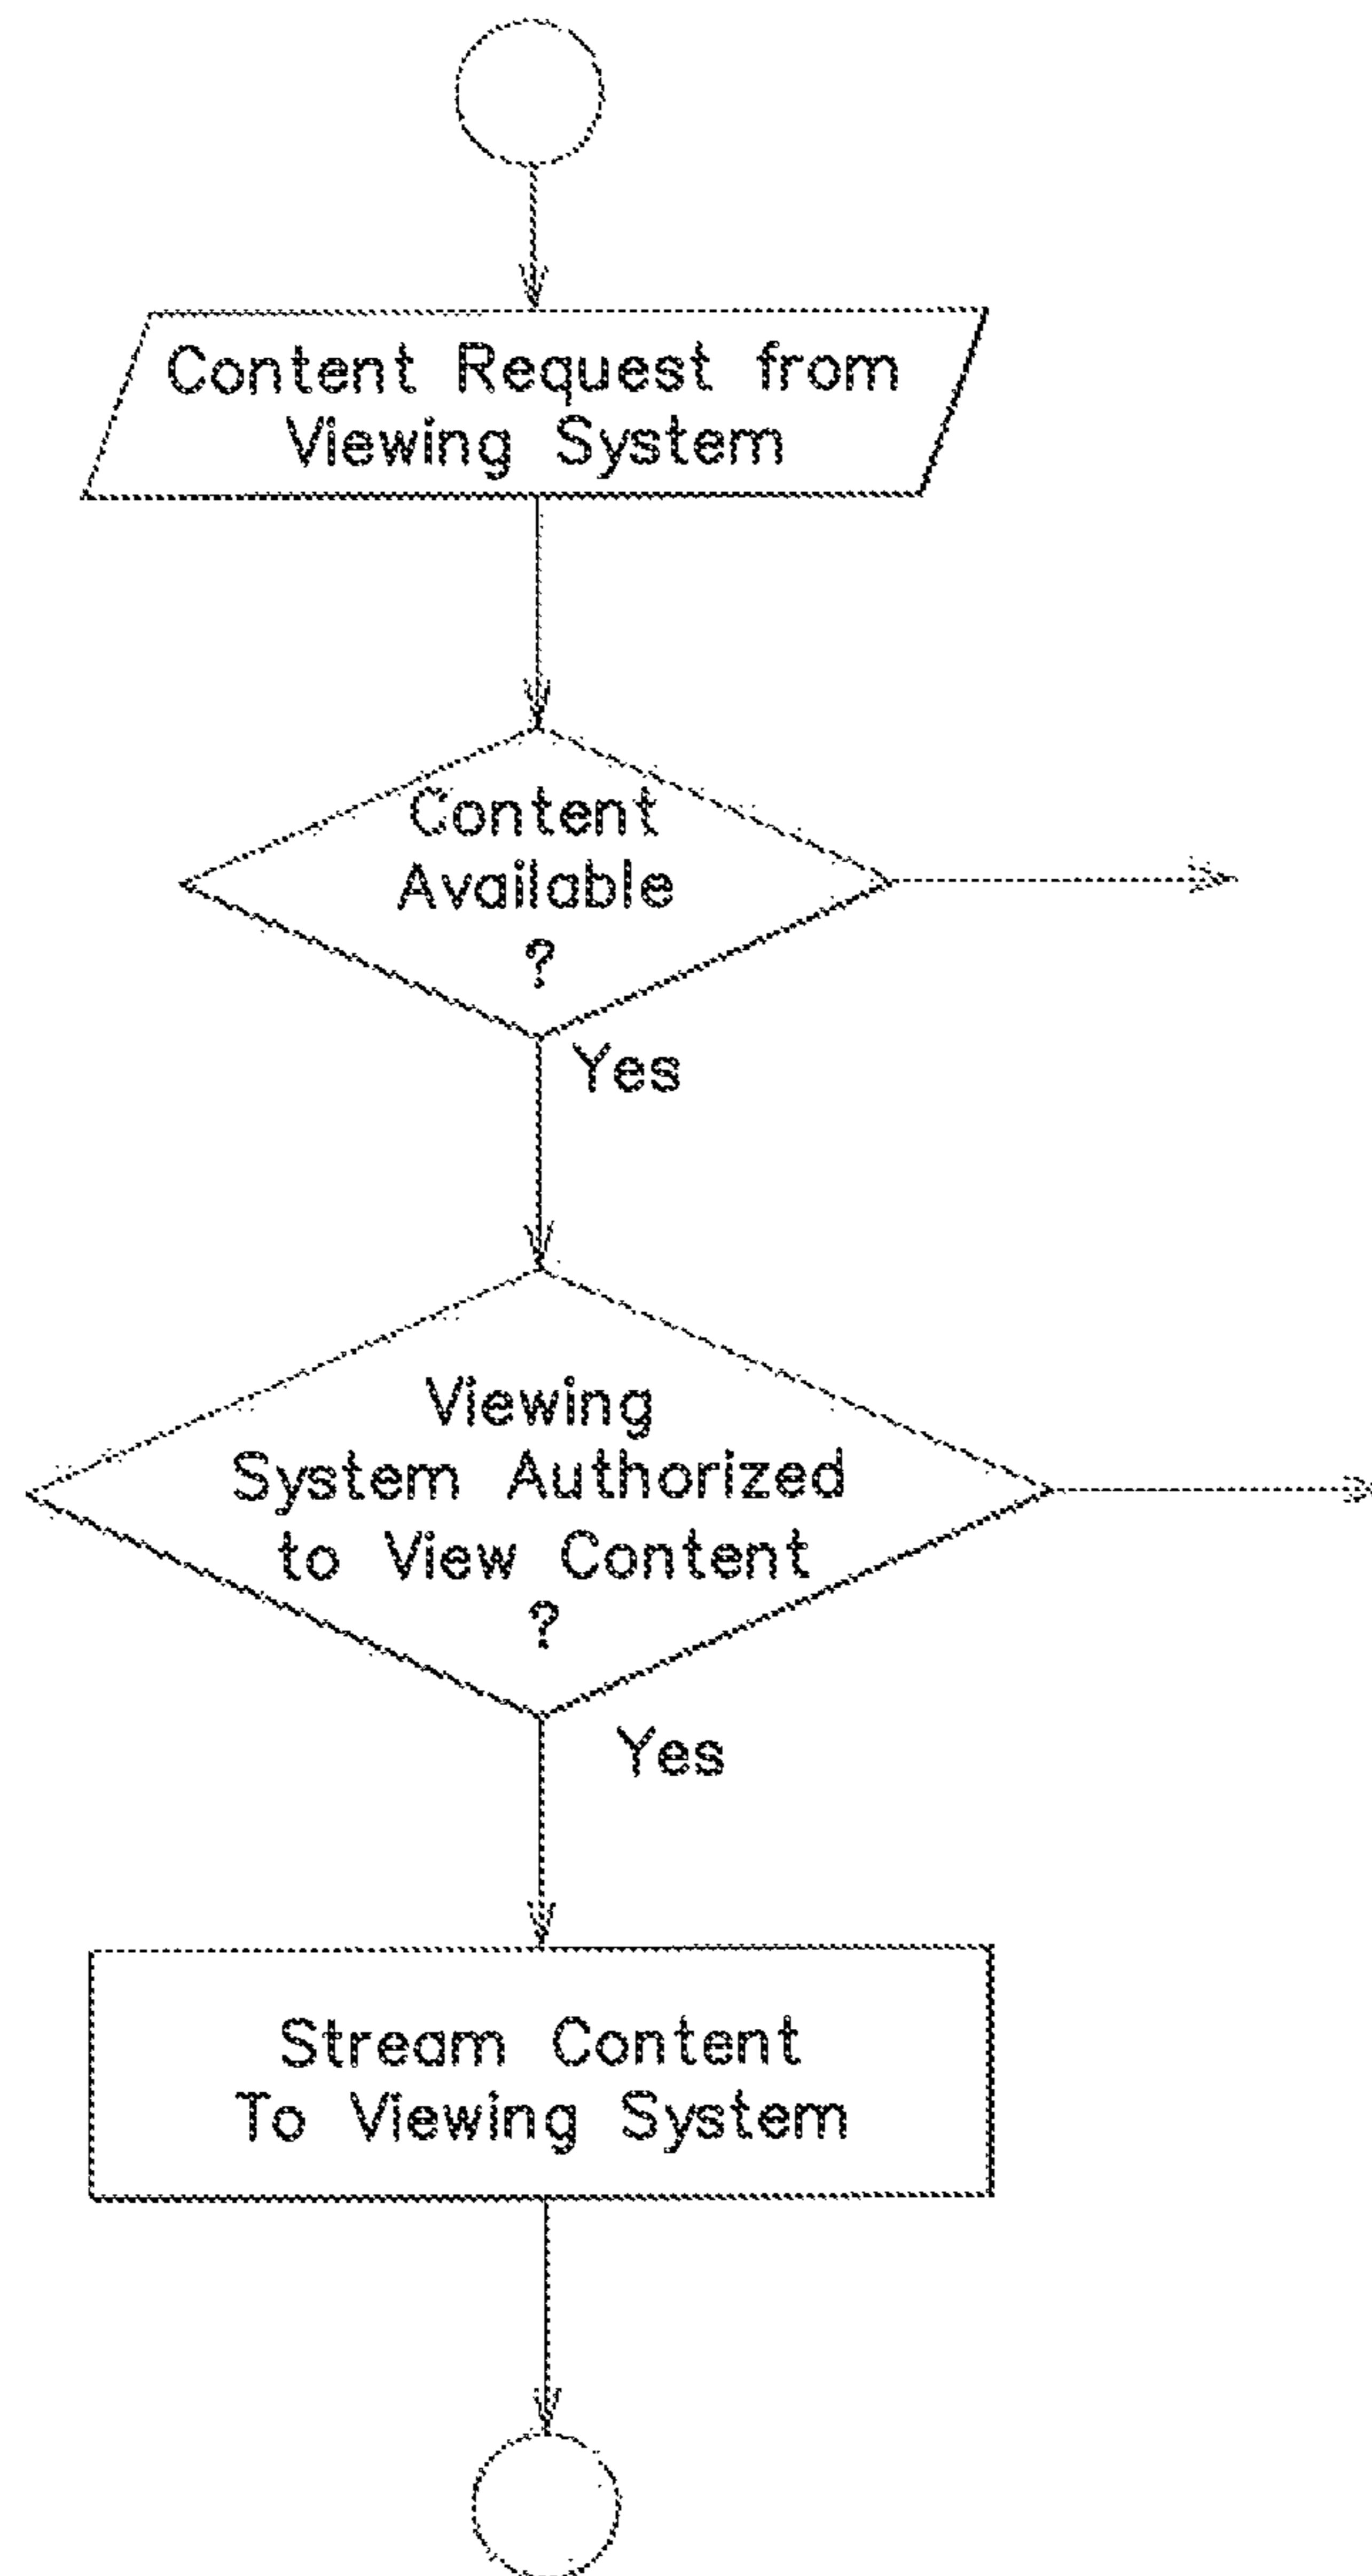 Content Request from
Viewing System
Content
Available
?
Yes
Viewing
System Authorized
to View Content
?
Yes
Stream Content
To Viewing System